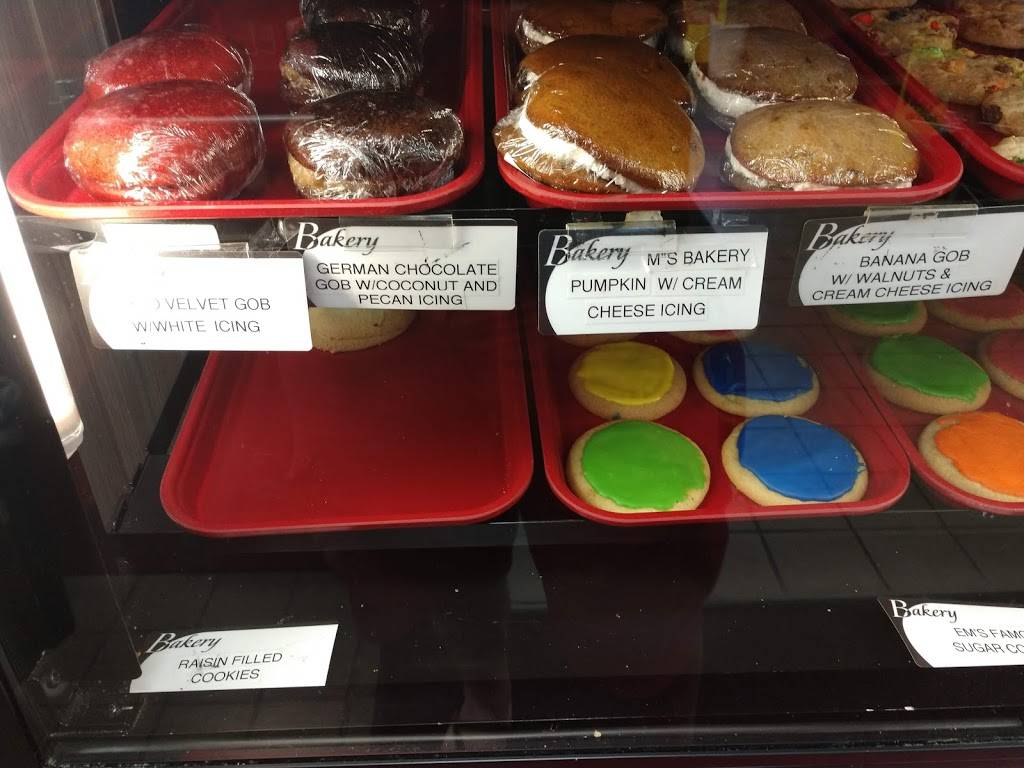 VELVET GOB
W/WHITE ICING
Bakery
GERMAN CHOCOLATE
GOB W/COCONUT AND
PECAN ICING
Bakery M"S BAKERY
PUMPKIN W/ CREAM
CHEESE ICING
Bakery
BANANA GOB
W/ WALNUTS &
CREAM CHEESE ICING
Bakery
RAISIN FILLED
COOKIES
Bakery
EM'S
SUGAR